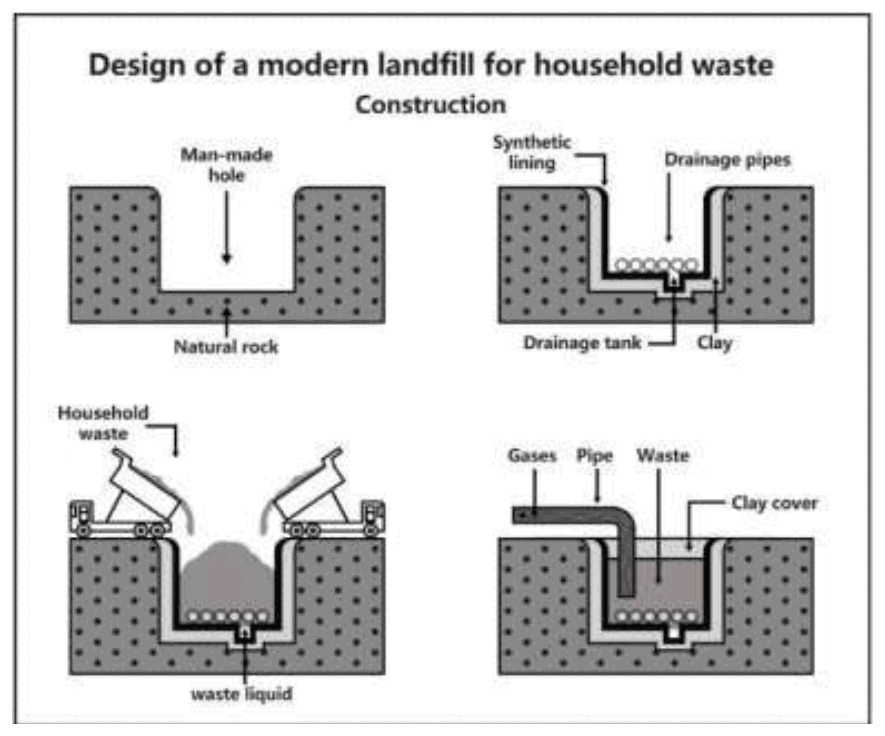 Design of a modern landfill for household waste
Construction
Man-made
hole
Natural rock
Synthetic
lining
Drainage pipes
Drainage tank
Clay
Household
waste
waste liquid
Gases
Pipe
Waste
Clay cover